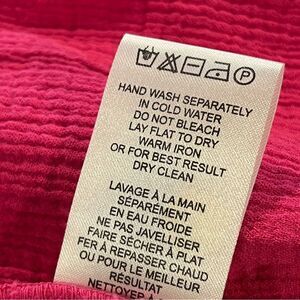 P
HAND WASH SEPARATELY
IN COLD WATER
DO NOT BLEACH
LAY FLAT TO DRY
WARM IRON
OR FOR BEST RESULT
DRY CLEAN
LAVAGE À LA MAIN
SÉPARÉMENT
EN EAU FROIDE
NE PAS JAVELLISER
FAIRE SÉCHER À PLAT
FER À REPASSER CHAUD
OU POUR LE MEILLEUR
RÉSULTAT
NETTOYER À